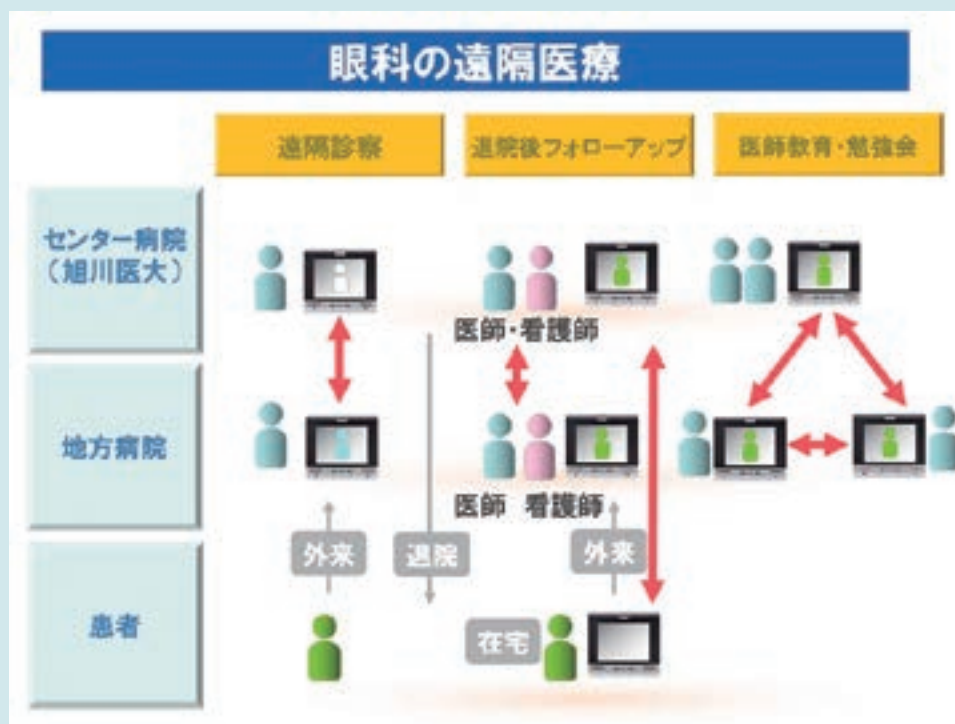 眼科の遠隔医療
遠隔診察
退院後フォローアップ
医師教育・勉強会
センター病院
（旭川医大）
医師・看護師
地方病院
医師 看護師
外来
退院
外来
患者
在宅